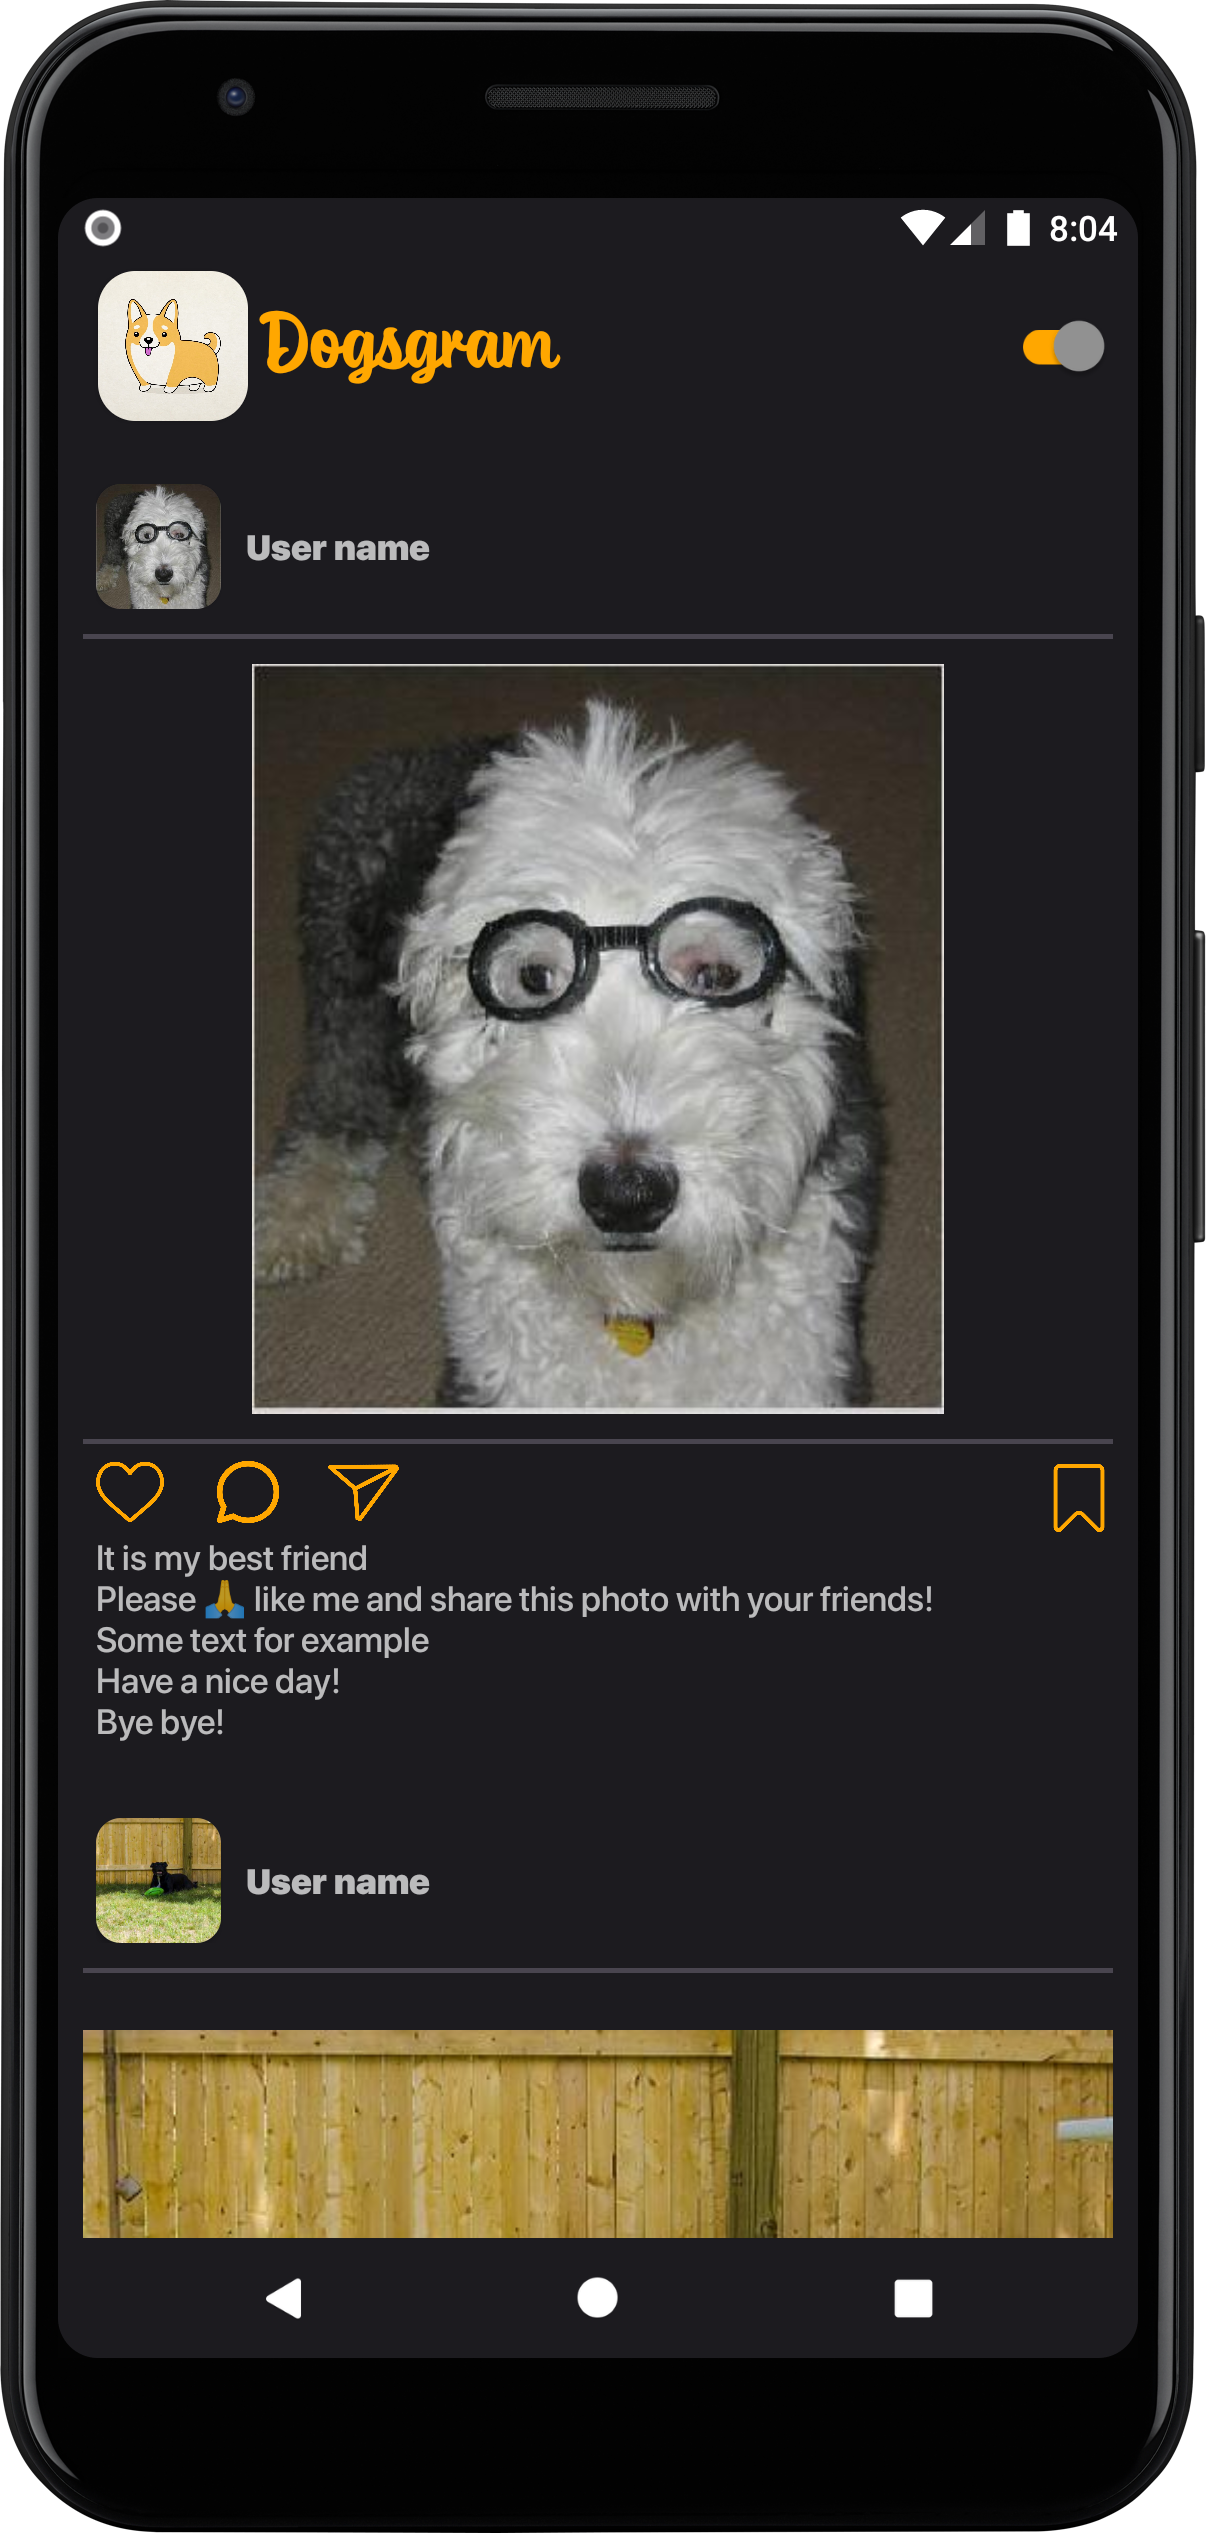 8:04
Dogsgram
User name
It is my best friend
Please 🙏 like me and share this photo with your friends!
Some text for example
Have a nice day!
Bye bye!
User name